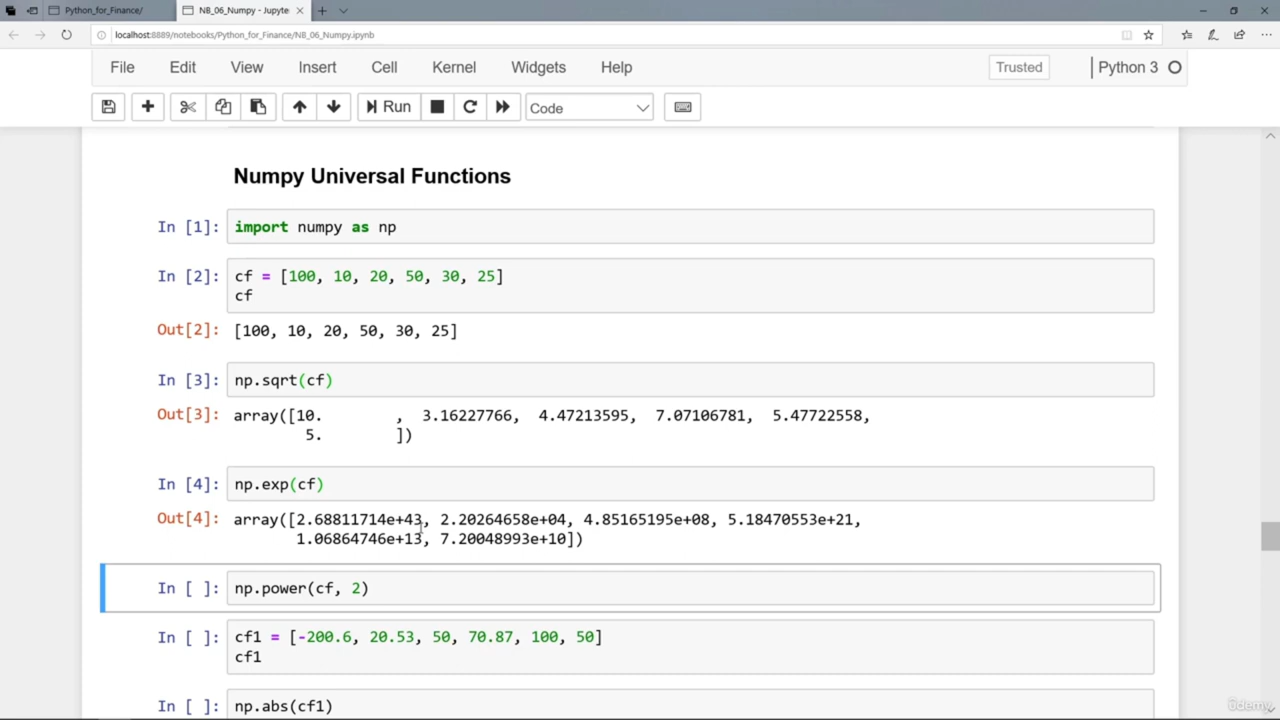 Python_for_Finance/
NB_06_Numpy - Jupyte
localhost:8889/notebooks/Python_for_Finance/NB_06_Numpy.ipynb
File Edit View Insert Cell Kernel Widgets Help Trusted Python 3
Run Code
Numpy Universal Functions
In [1]: import numpy as np
In [2]: cf = [100, 10, 20, 50, 30, 25]
cf
Out[2]: [100, 10, 20, 50, 30, 25]
In [3]: np.sqrt(cf)
Out[3]: array([10. , 3.16227766, 4.47213595, 7.07106781, 5.47722558,
5. ])
In [4]: np.exp(cf)
Out[4]: array([2.68811714e+43, 2.20264658e+04, 4.85165195e+08, 5.18470553e+21,
1.06864746e+13, 7.20048993e+10])
In [ ]: np.power(cf, 2)
In [ ]: cf1 = [-200.6, 20.53, 50, 70.87, 100, 50]
cf1
In [ ]: np.abs(cf1)
ûdemy